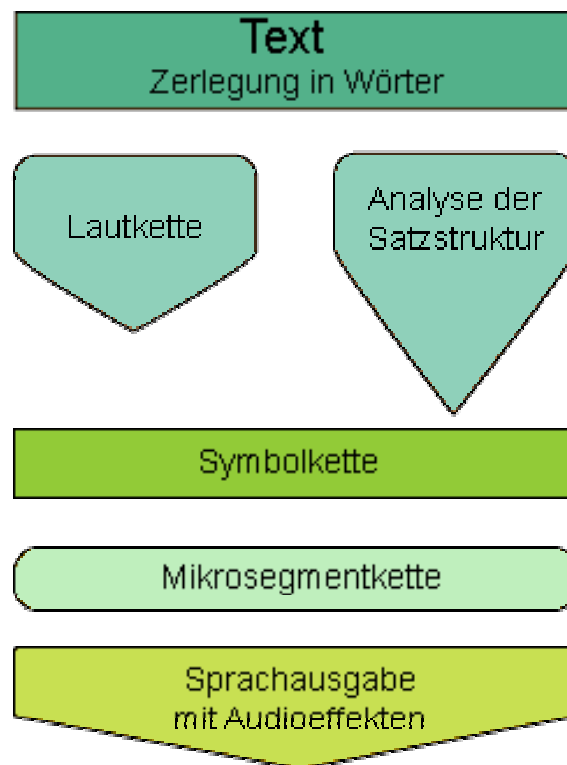 Text
Zerlegung in Wörter
Lautkette
Analyse der
Satzstruktur
Symbolkette
Mikrosegmentkette
Sprachausgabe
mit Audioeffekten